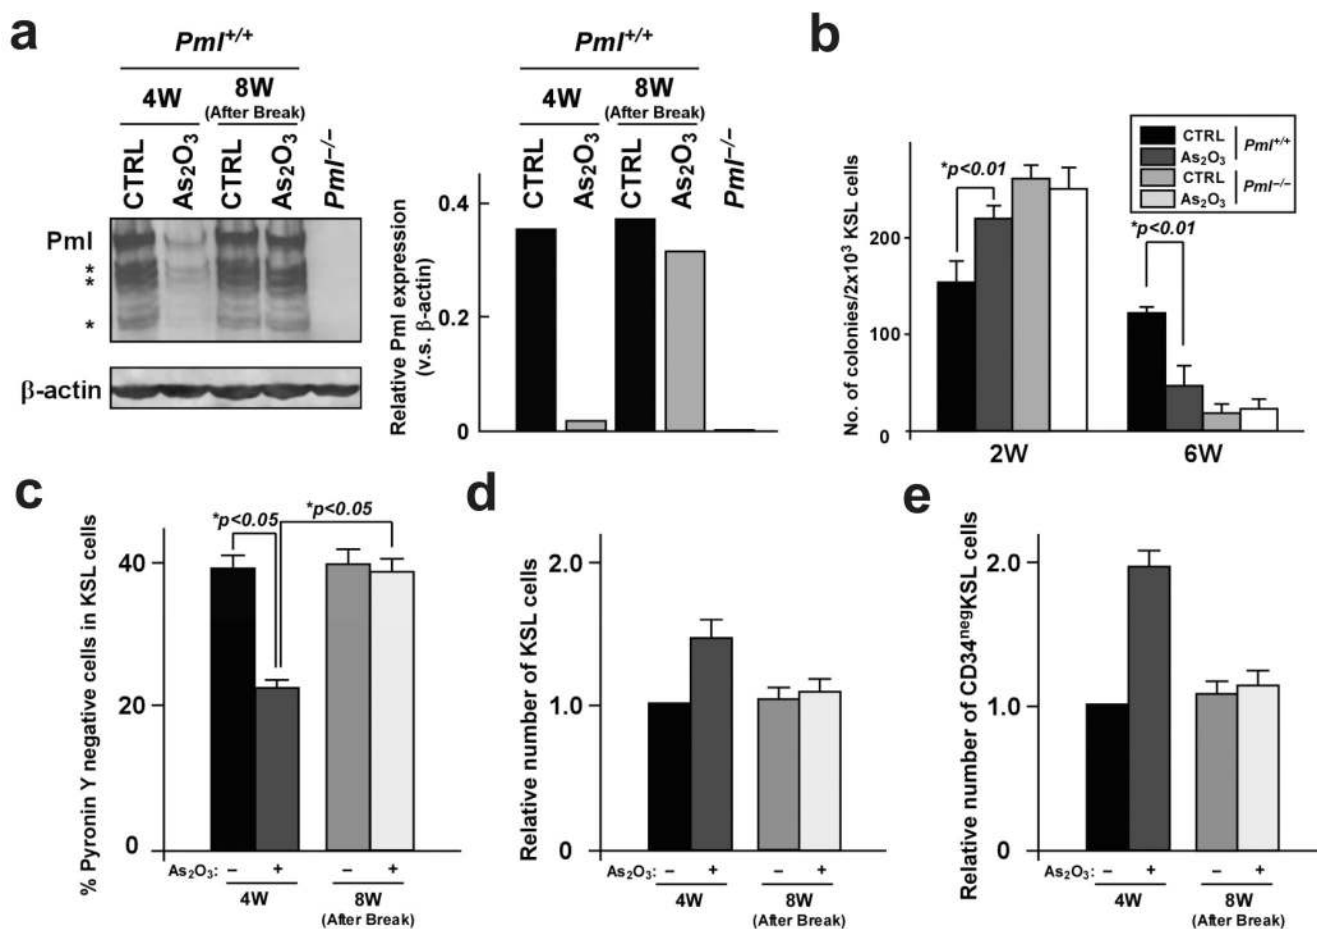 a
Pml+/+
4W
8W
(After Break)
CTRL
As2O3
CTRL
As2O3
Pml−/−
Pml
*
*
*
β-actin
Pml+/+
4W
8W
(After Break)
CTRL
As2O3
CTRL
As2O3
Pml−/−
Relative Pml expression
(v.s. β-actin)
0.4
0.2
0
b
No. of colonies/2x10³ KSL cells
200
100
0
*p<0.01
*p<0.01
CTRL
As2O3
Pml+/+
CTRL
As2O3
Pml−/−
2W
6W
c
% Pyronin Y negative cells in KSL cells
40
20
0
*p<0.05
*p<0.05
As2O3: − + − +
4W
8W
(After Break)
d
Relative number of KSL cells
2.0
1.0
0
As2O3: − + − +
4W
8W
(After Break)
e
Relative number of CD34negKSL cells
2.0
1.0
0
As2O3: − + − +
4W
8W
(After Break)